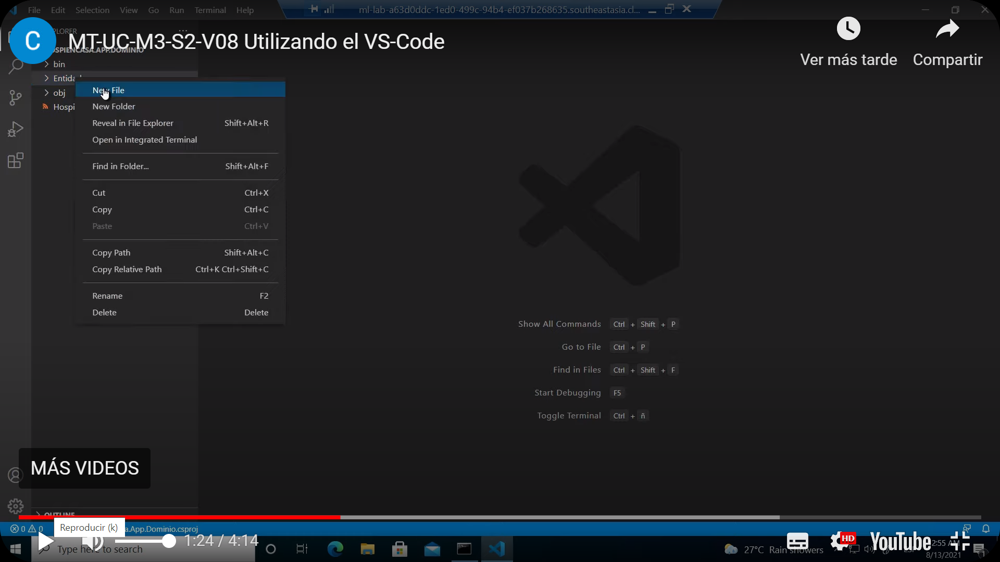 File Edit Selection View Go Run Terminal Help
ml-lab-a63d0ddc-1ed0-499c-94b4-ef037b268635.southeastasia.cl...
C
MT-UC-M3-S2-V08 Utilizando el VS-Code
Ver más tarde
Compartir
PLORER
OSPIENCASA.APP.DOMINIO
bin
Entida
obj
Hospi
New File
New Folder
Reveal in File Explorer Shift+Alt+R
Open in Integrated Terminal
Find in Folder... Shift+Alt+F
Cut Ctrl+X
Copy Ctrl+C
Paste Ctrl+V
Copy Path Shift+Alt+C
Copy Relative Path Ctrl+K Ctrl+Shift+C
Rename F2
Delete Delete
Show All Commands Ctrl + Shift + P
Go to File Ctrl + P
Find in Files Ctrl + Shift + F
Start Debugging F5
Toggle Terminal Ctrl + ñ
MÁS VIDEOS
OUTLINE
0 0
Reproducir (k)
a.App.Dominio.csproj
1:24 / 4:14
Type here to search
27°C Rain showers
HD
YouTube
2:55 AM
8/13/2021
1